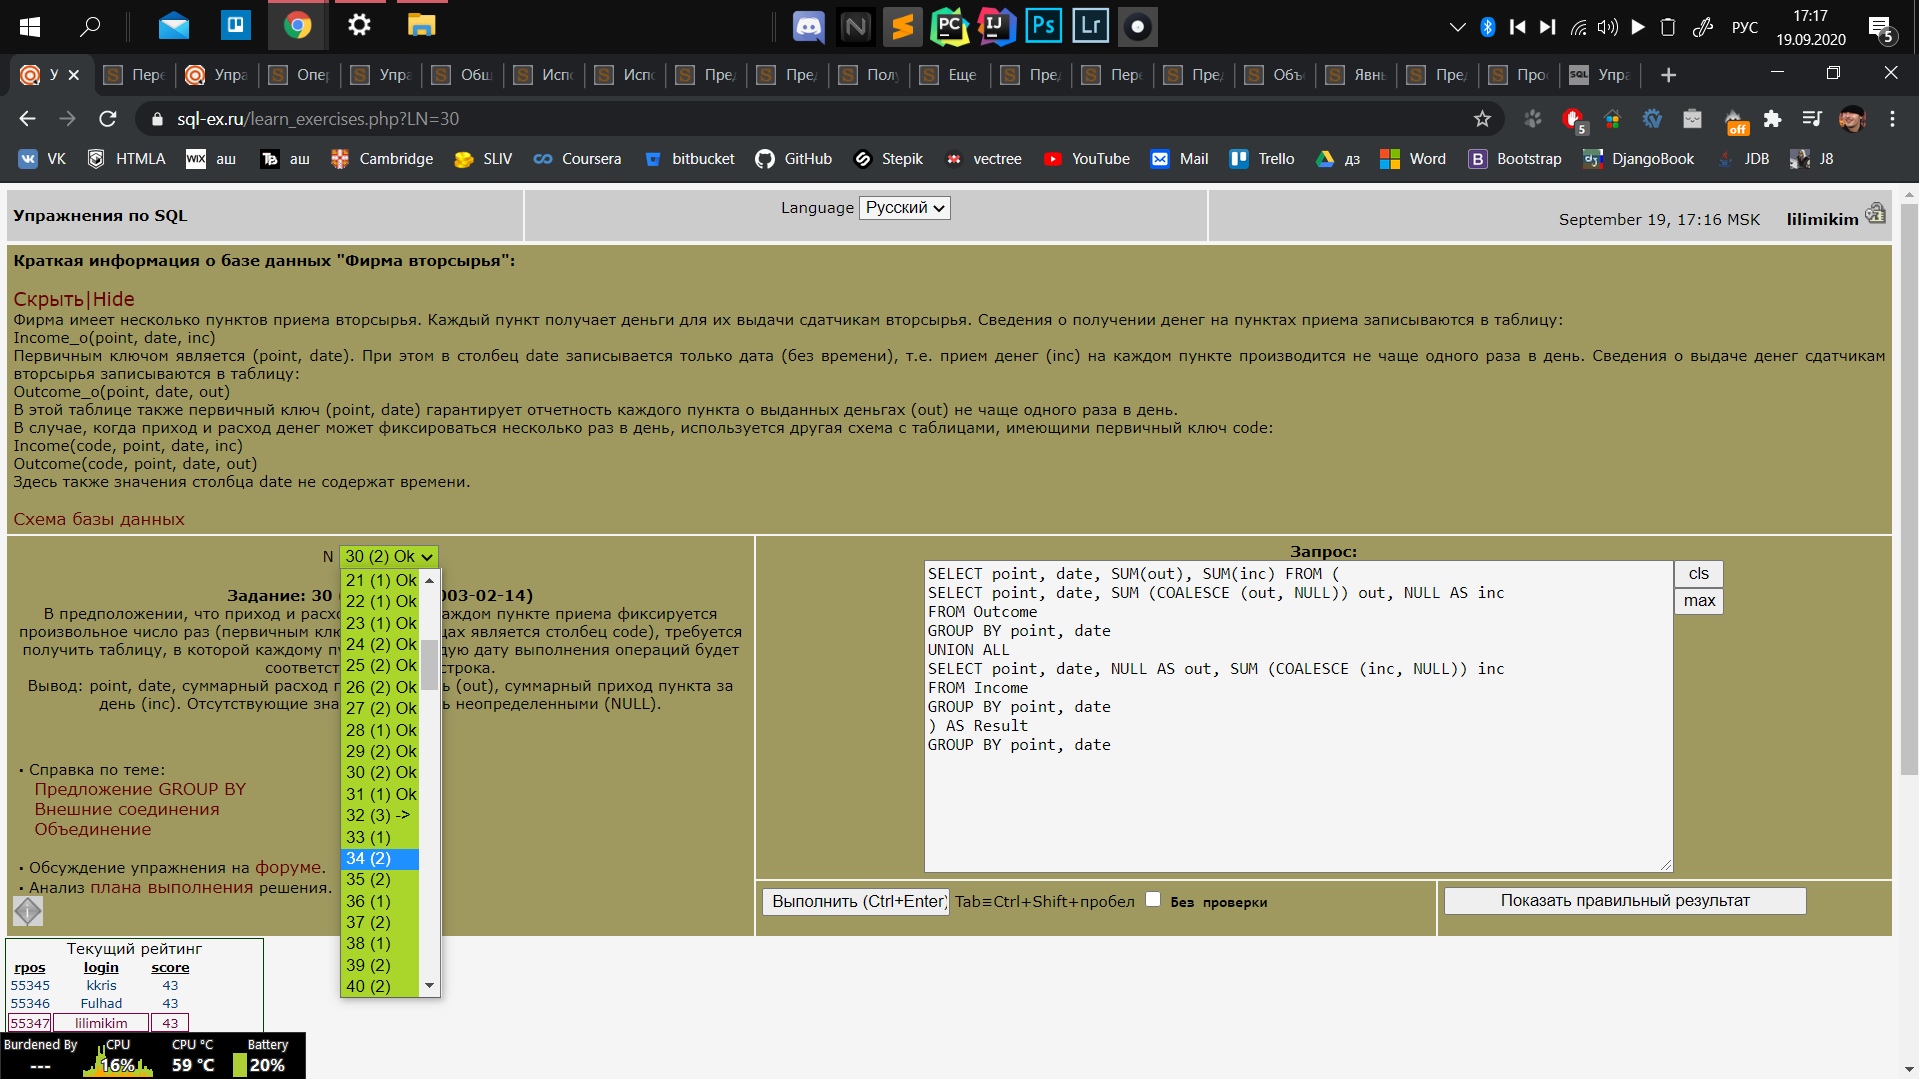 РУС
17:17
19.09.2020
5
У
Пере
Упра
Опер
Упра
Общ
Испо
Испо
Пред
Пред
Полу
Еще
Пред
Пере
Пред
Объе
Явны
Пред
Прос
Упра
sql-ex.ru/learn_exercises.php?LN=30
5
off
VK
HTMLA
аш
аш
Cambridge
SLIV
Coursera
bitbucket
GitHub
Stepik
vectree
YouTube
Mail
Trello
дз
Word
Bootstrap
DjangoBook
JDB
J8
Упражнения по SQL
Language Русский
September 19, 17:16 MSK lilimikim
Краткая информация о базе данных "Фирма вторсырья":
Скрыть|Hide
Фирма имеет несколько пунктов приема вторсырья. Каждый пункт получает деньги для их выдачи сдатчикам вторсырья. Сведения о получении денег на пунктах приема записываются в таблицу:
Income_o(point, date, inc)
Первичным ключом является (point, date). При этом в столбец date записывается только дата (без времени), т.е. прием денег (inc) на каждом пункте производится не чаще одного раза в день. Сведения о выдаче денег сдатчикам
вторсырья записываются в таблицу:
Outcome_o(point, date, out)
В этой таблице также первичный ключ (point, date) гарантирует отчетность каждого пункта о выданных деньгах (out) не чаще одного раза в день.
В случае, когда приход и расход денег может фиксироваться несколько раз в день, используется другая схема с таблицами, имеющими первичный ключ code:
Income(code, point, date, inc)
Outcome(code, point, date, out)
Здесь также значения столбца date не содержат времени.
Схема базы данных
N 30 (2) Ok
21 (1) Ok
22 (1) Ok
23 (1) Ok
24 (2) Ok
25 (2) Ok
26 (2) Ok
27 (2) Ok
28 (1) Ok
29 (2) Ok
30 (2) Ok
31 (1) Ok
32 (3) ->
33 (1)
34 (2)
35 (2)
36 (1)
37 (2)
38 (1)
39 (2)
40 (2)
Задание: 30 003-02-14)
В предположении, что приход и расхо аждом пункте приема фиксируется
произвольное число раз (первичным клю цах является столбец code), требуется
получить таблицу, в которой каждому пу дую дату выполнения операций будет
соответст строка.
Вывод: point, date, суммарный расход п ь (out), суммарный приход пункта за
день (inc). Отсутствующие зна ь неопределенными (NULL).
• Справка по теме:
Предложение GROUP BY
Внешние соединения
Объединение
• Обсуждение упражнения на форуме.
• Анализ плана выполнения решения.
Запрос:
SELECT point, date, SUM(out), SUM(inc) FROM (
SELECT point, date, SUM (COALESCE (out, NULL)) out, NULL AS inc
FROM Outcome
GROUP BY point, date
UNION ALL
SELECT point, date, NULL AS out, SUM (COALESCE (inc, NULL)) inc
FROM Income
GROUP BY point, date
) AS Result
GROUP BY point, date
cls
max
Выполнить (Ctrl+Enter) Tab≡Ctrl+Shift+пробел Без проверки
Показать правильный результат
Текущий рейтинг
rpos login score
55345 kkris 43
55346 Fulhad 43
55347 lilimikim 43
Burdened By CPU CPU °C Battery
--- 16% 59 °C 20%